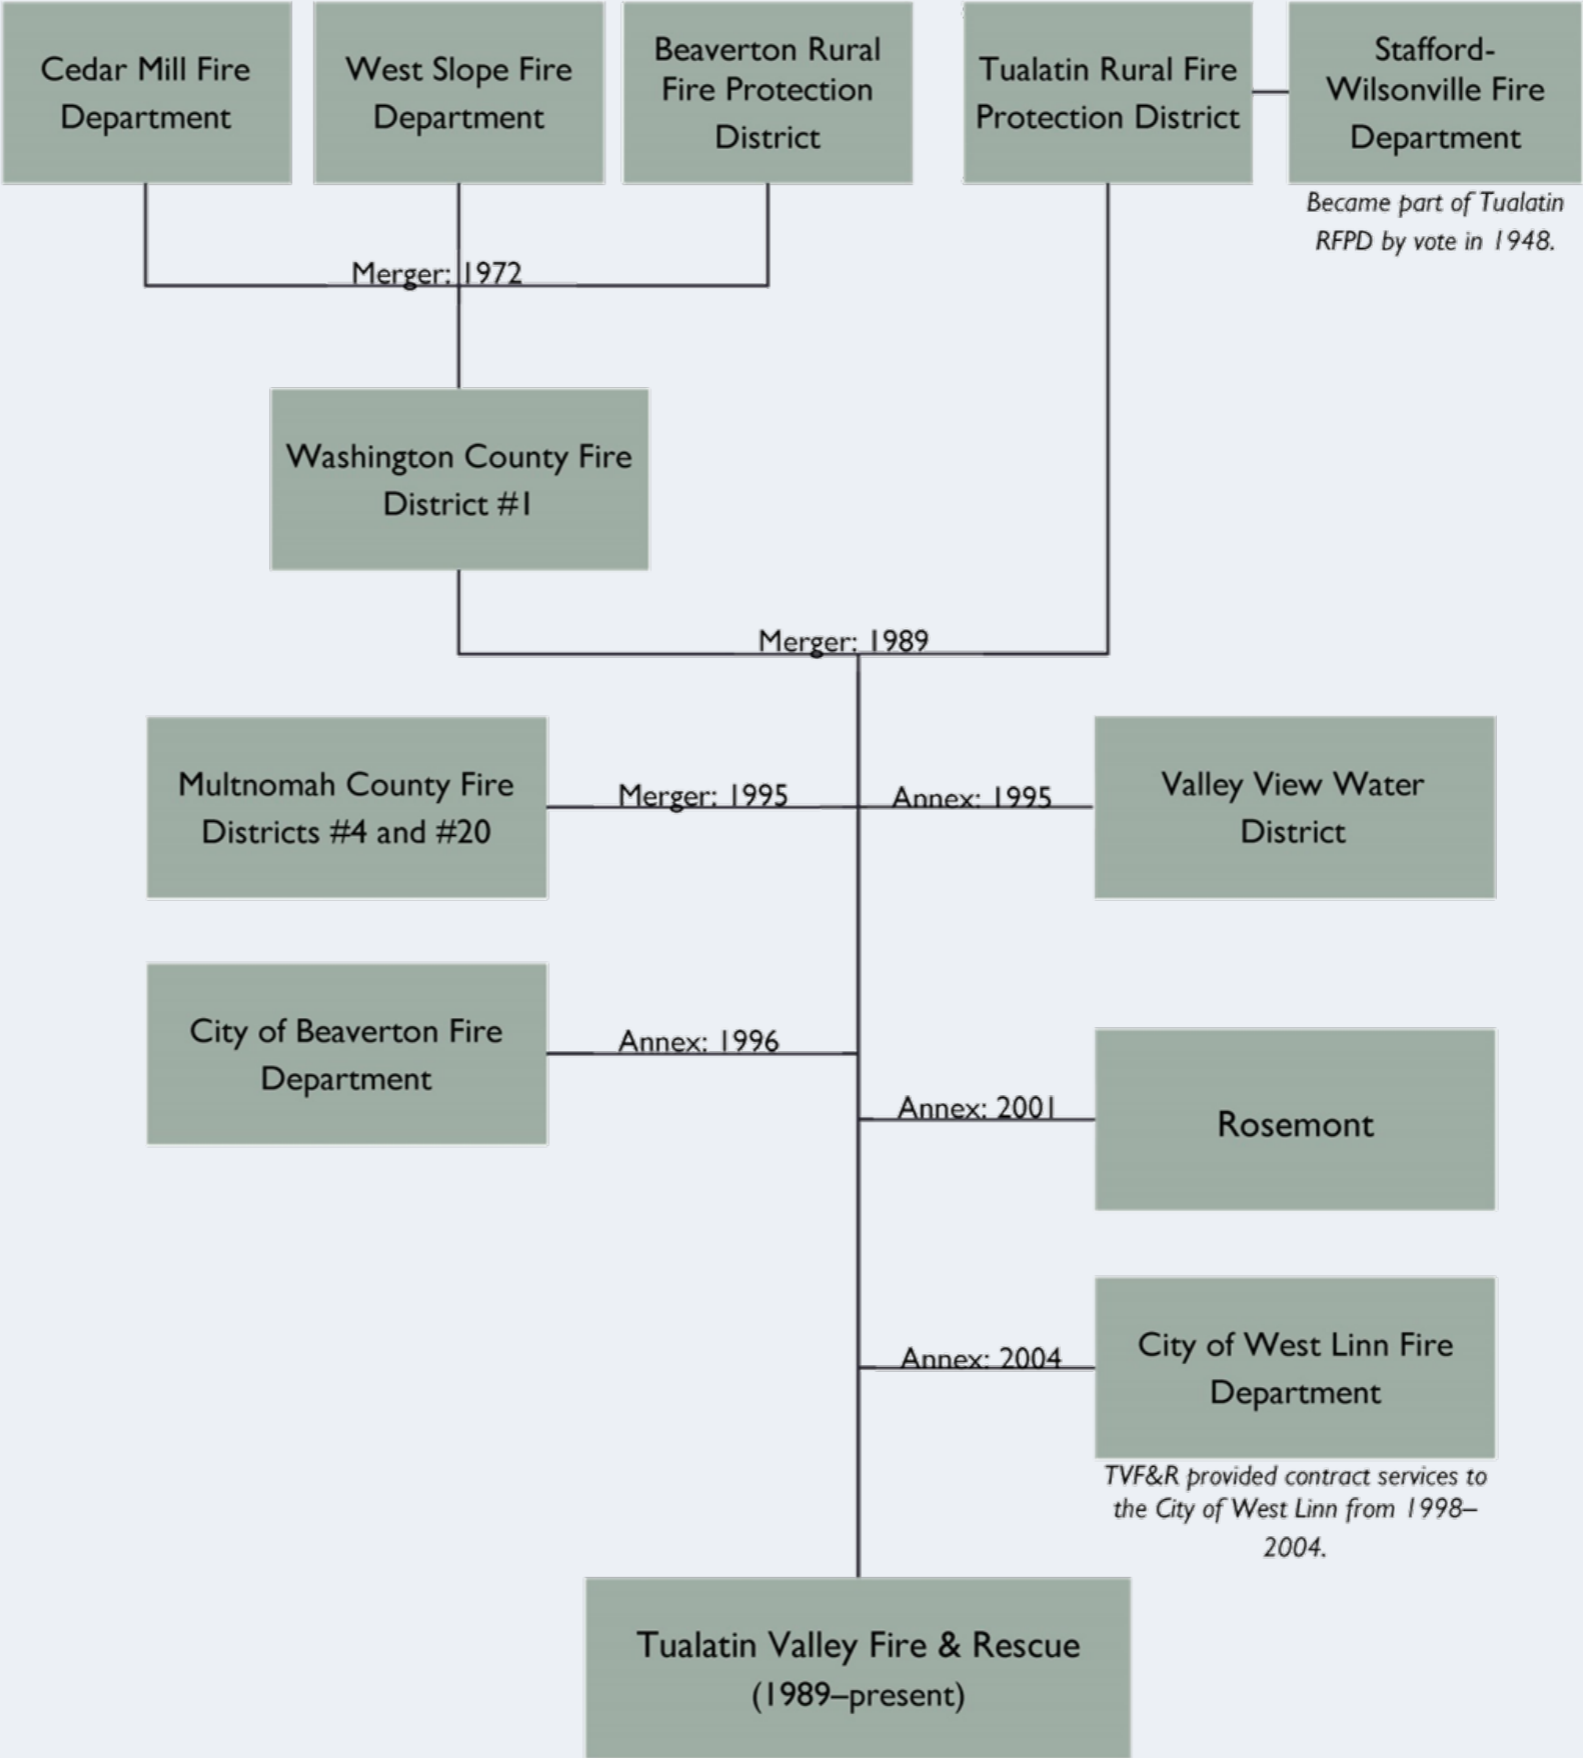 Cedar Mill Fire
Department
West Slope Fire
Department
Beaverton Rural
Fire Protection
District
Tualatin Rural Fire
Protection District
Stafford-
Wilsonville Fire
Department
Became part of Tualatin
RFPD by vote in 1948.
Merger: 1972
Washington County Fire
District #1
Merger: 1989
Multnomah County Fire
Districts #4 and #20
Merger: 1995
Annex: 1995
Valley View Water
District
City of Beaverton Fire
Department
Annex: 1996
Annex: 2001
Rosemont
Annex: 2004
City of West Linn Fire
Department
TVF&R provided contract services to
the City of West Linn from 1998–
2004.
Tualatin Valley Fire & Rescue
(1989–present)